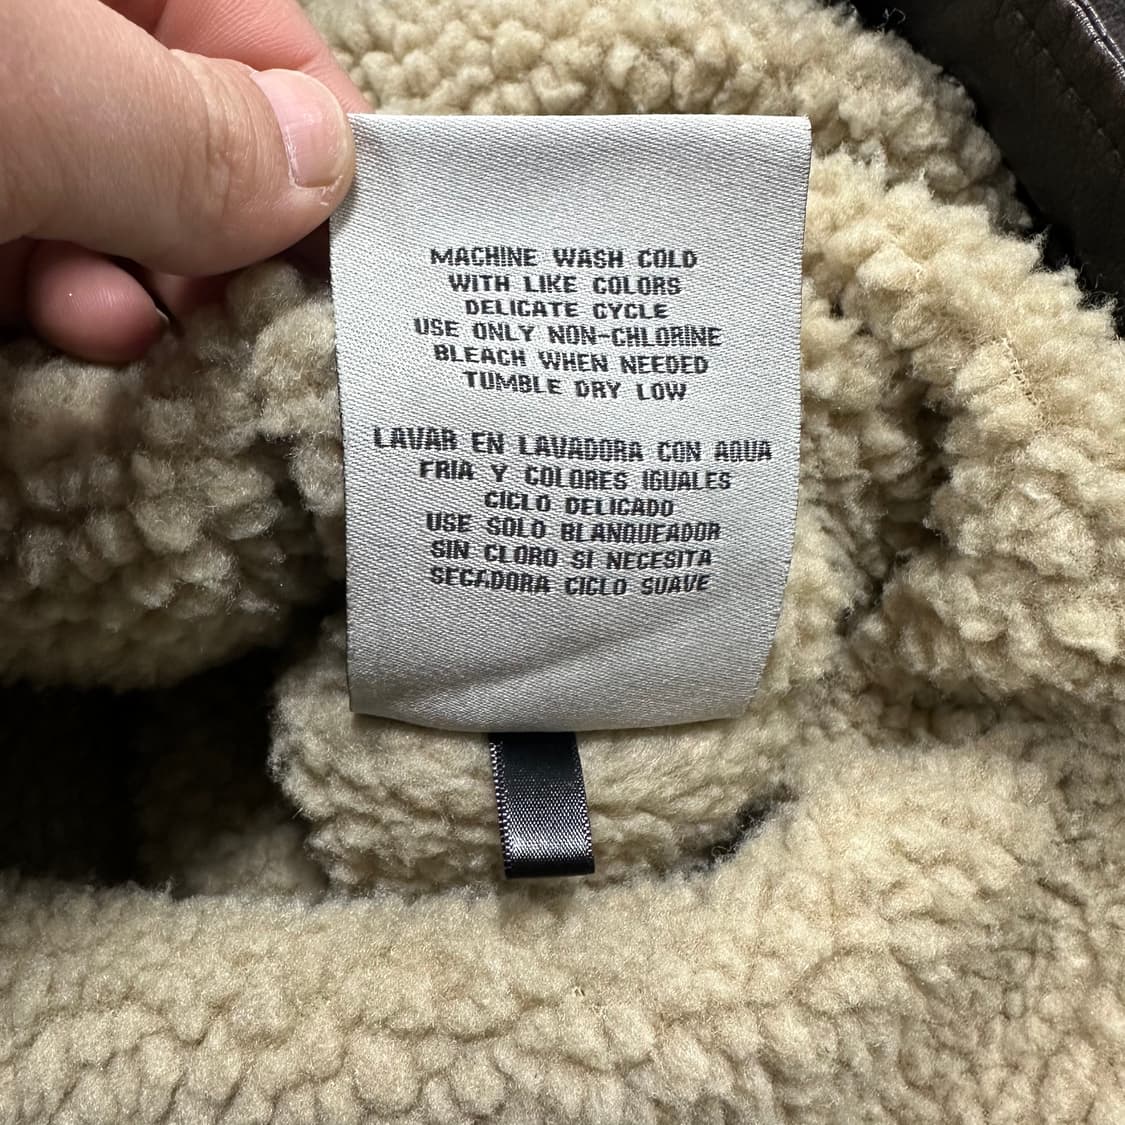 MACHINE WASH COLD
WITH LIKE COLORS
DELICATE CYCLE
USE ONLY NON-CHLORINE
BLEACH WHEN NEEDED
TUMBLE DRY LOW
LAVAR EN LAVADORA CON AQUA
FRIA Y COLORES IGUALES
CICLO DELICADO
USE SOLO BLANQUEADOR
SIN CLORO SI NECESITA
SECADORA CICLO SUAVE